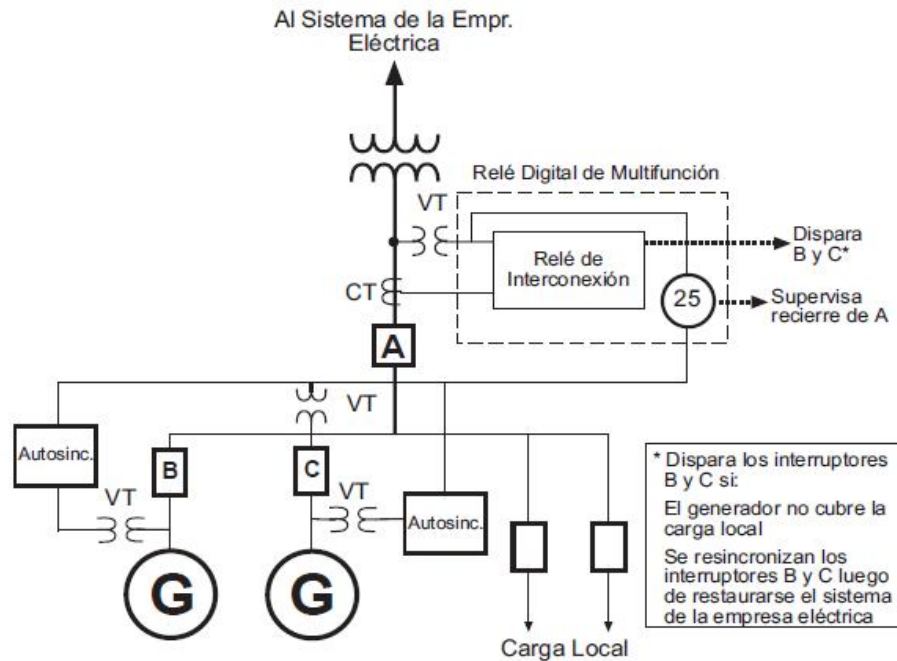 Al Sistema de la Empr.
Eléctrica
Relé Digital de Multifunción
VT
Relé de
Interconexión
Dispara
B y C*
CT
25
Supervisa
recierre de A
A
VT
Autosinc.
B
C
VT
VT
Autosinc.
G
G
* Dispara los interruptores
B y C si:
El generador no cubre la
carga local
Se resincronizan los
interruptores B y C luego
de restaurarse el sistema
de la empresa eléctrica
Carga Local